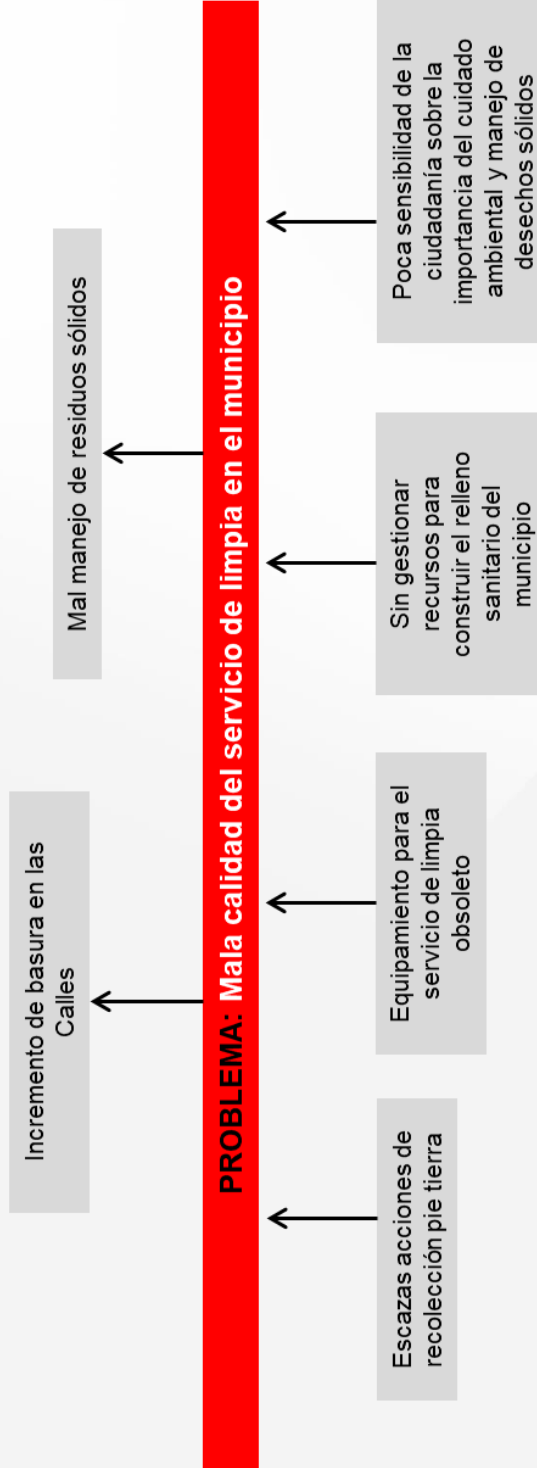 Incremento de basura en las
Calles
Mal manejo de residuos sólidos
PROBLEMA: Mala calidad del servicio de limpia en el municipio
Escazas acciones de
recolección pie tierra
Equipamiento para el
servicio de limpia
obsoleto
Sin gestionar
recursos para
construir el relleno
sanitario del
municipio
Poca sensibilidad de la
ciudadanía sobre la
importancia del cuidado
ambiental y manejo de
desechos sólidos